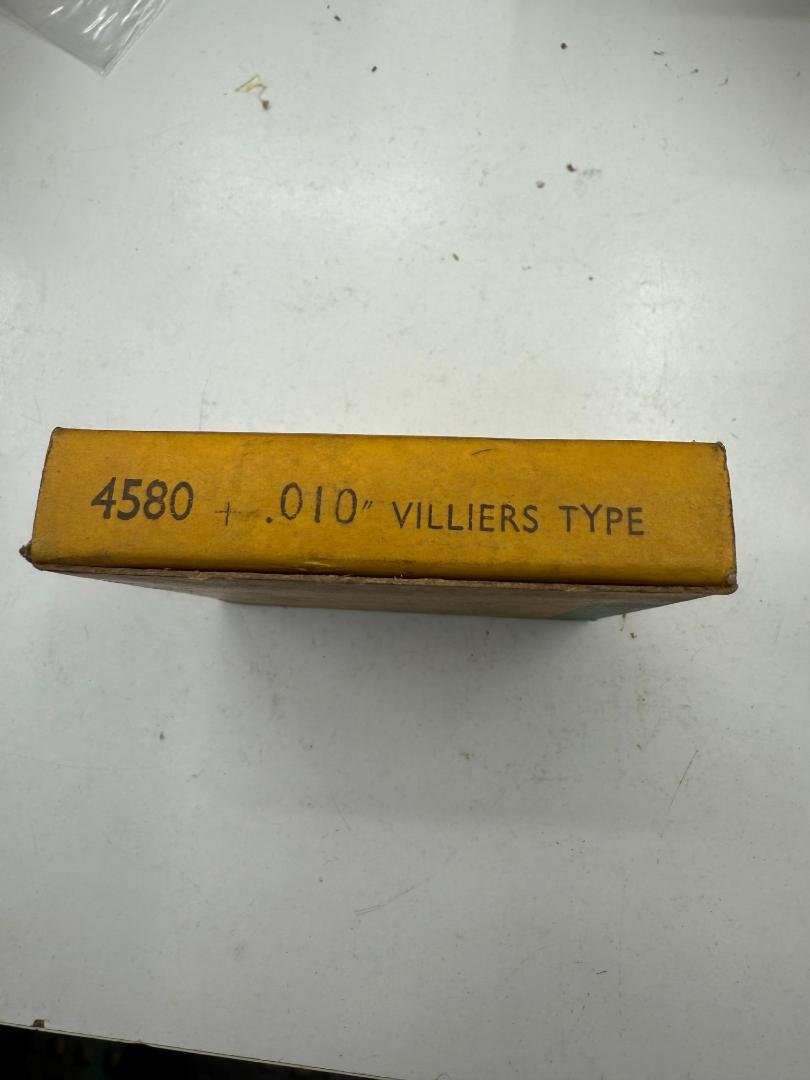 4580 + .010" VILLIERS TYPE